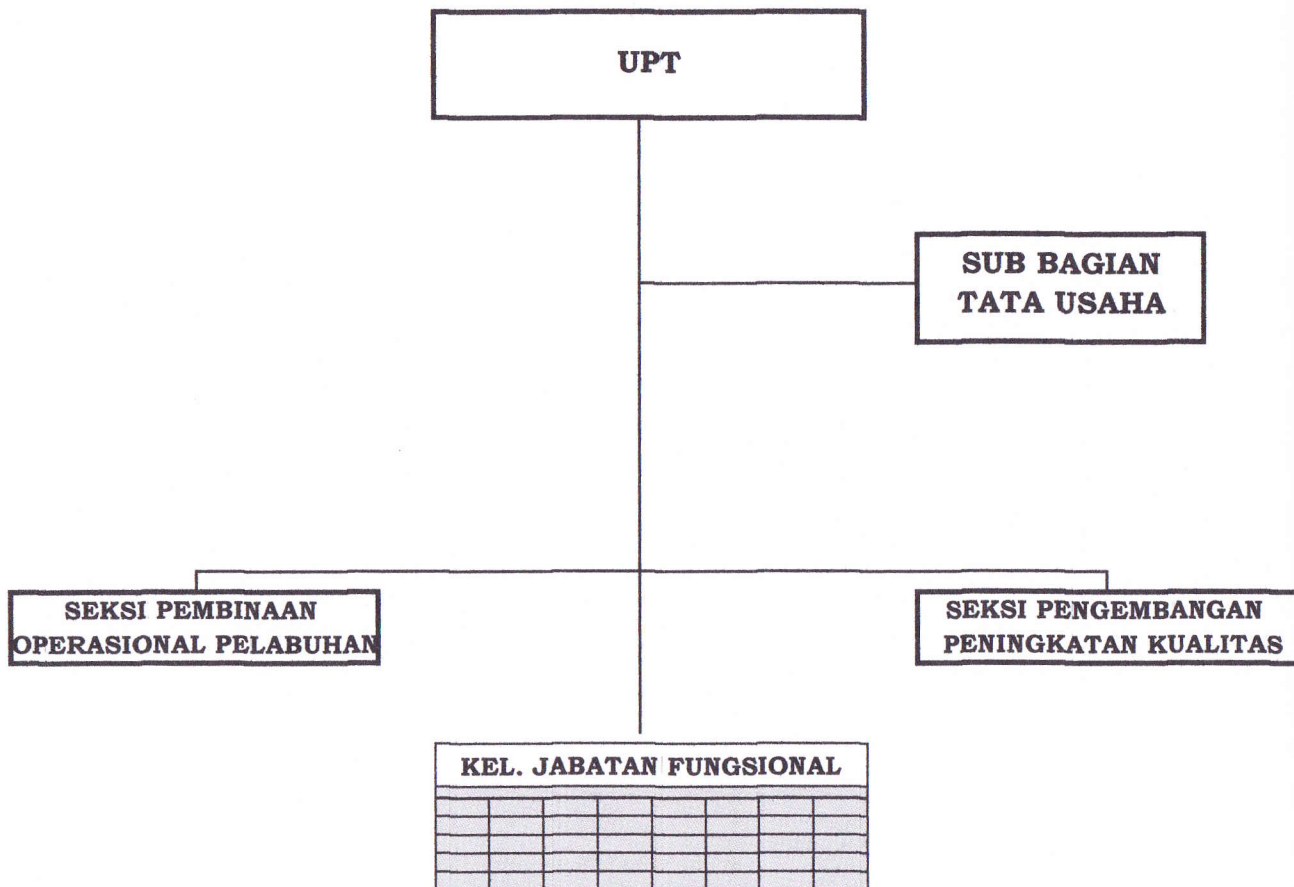 UPT
SUB BAGIAN
TATA USAHA
SEKSI PEMBINAAN
OPERASIONAL PELABUHAN
SEKSI PENGEMBANGAN
PENINGKATAN KUALITAS
KEL. JABATAN FUNGSIONAL